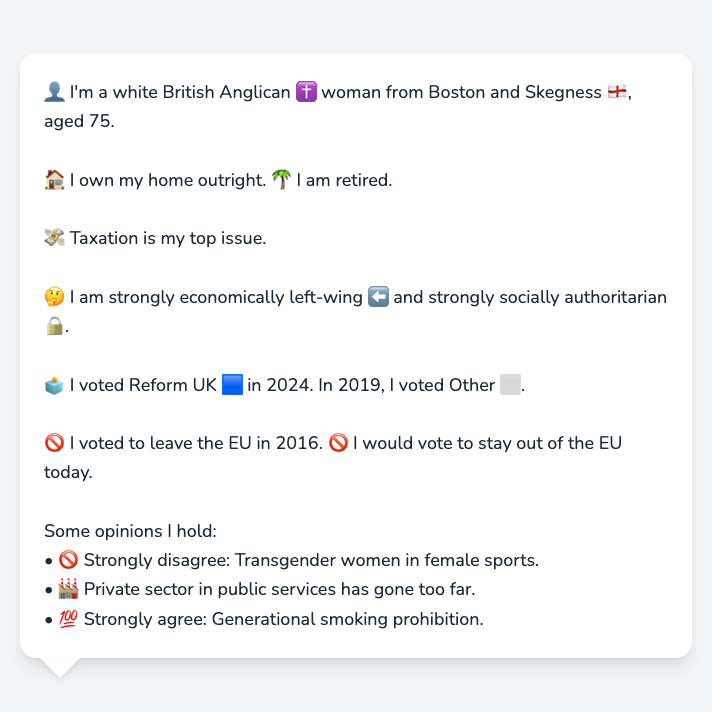 👤 I'm a white British Anglican ✝️ woman from Boston and Skegness 🏴󠁧󠁢󠁥󠁮󠁧󠁿,
aged 75.
🏠 I own my home outright. 🌴 I am retired.
💸 Taxation is my top issue.
🤔 I am strongly economically left-wing ⬅️ and strongly socially authoritarian
🔒.
🗳️ I voted Reform UK 🟦 in 2024. In 2019, I voted Other ⬜.
🚫 I voted to leave the EU in 2016. 🚫 I would vote to stay out of the EU
today.
Some opinions I hold:
• 🚫 Strongly disagree: Transgender women in female sports.
• 🏭 Private sector in public services has gone too far.
• 💯 Strongly agree: Generational smoking prohibition.